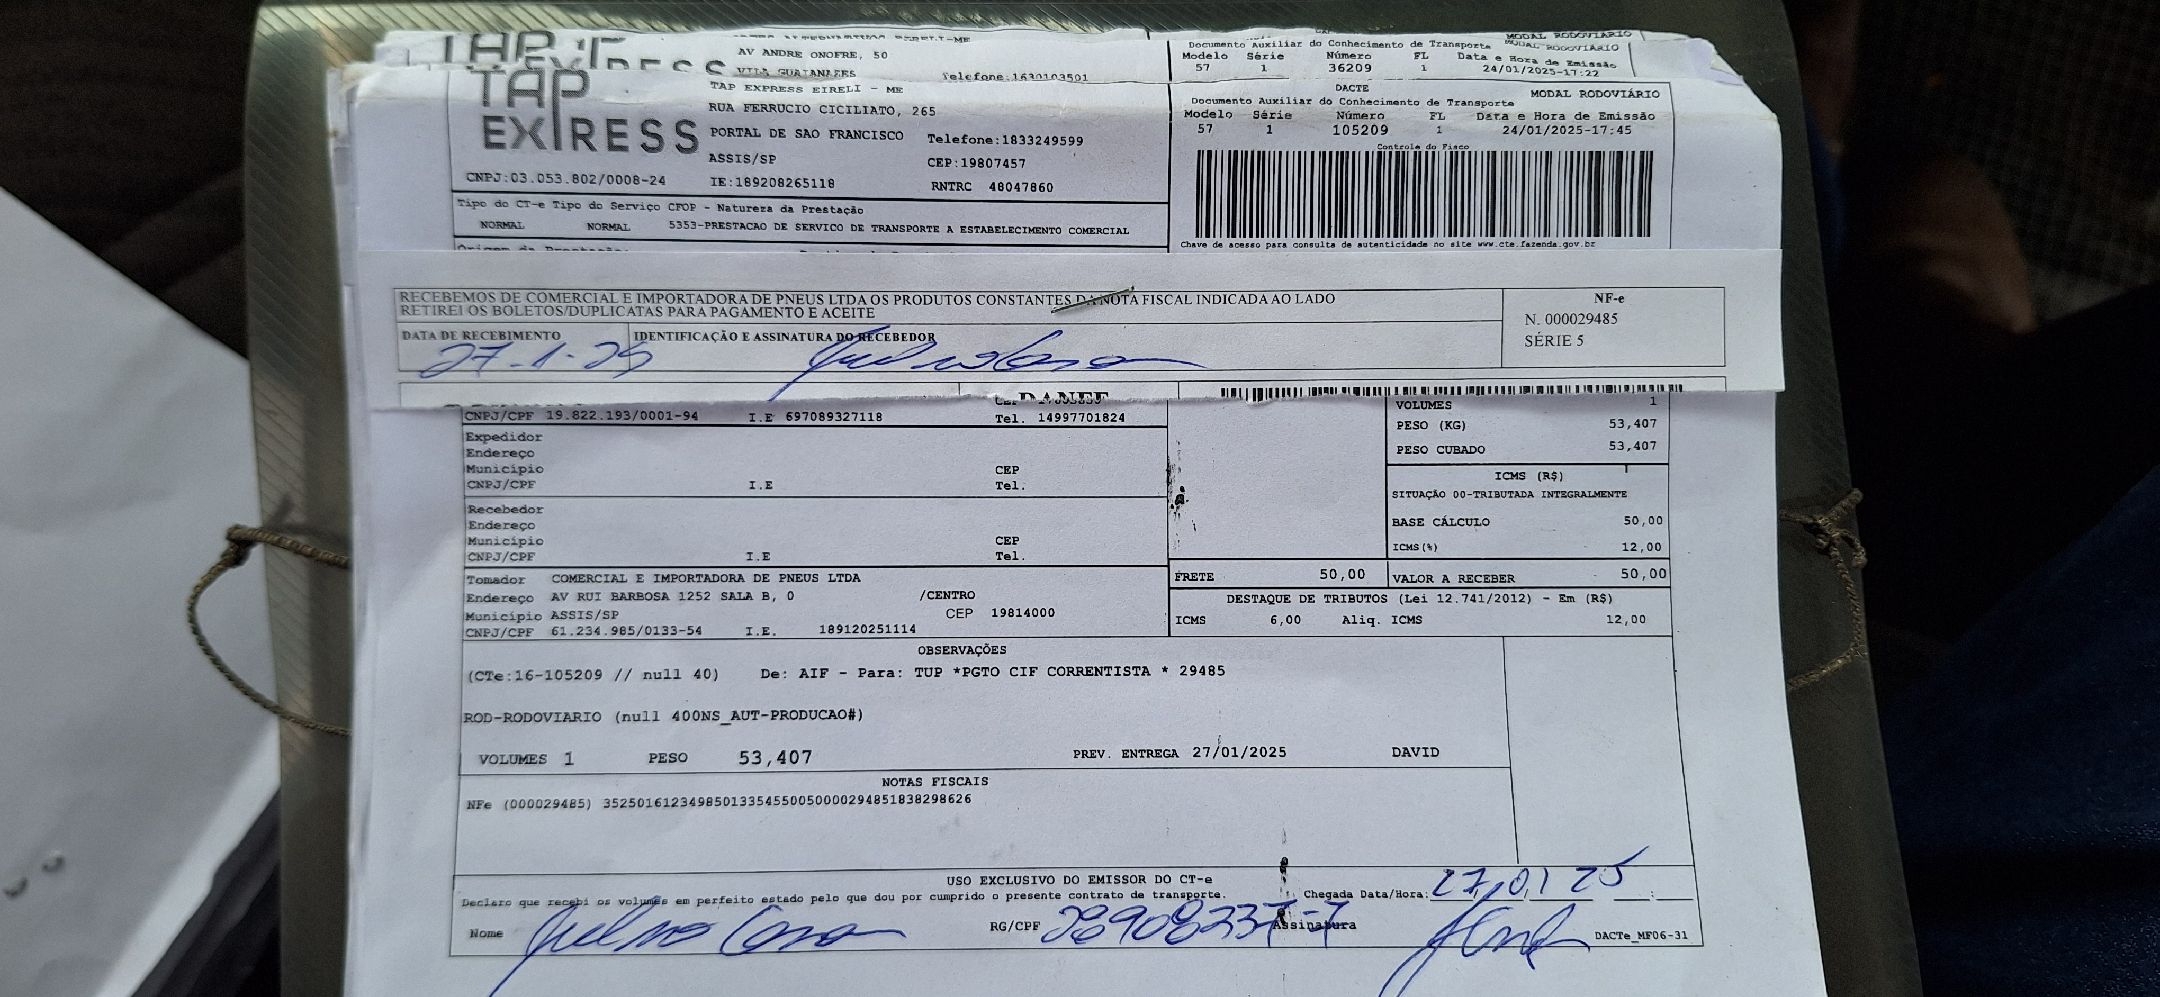 AV ANDRE ONOFRE, 50
Documento Auxiliar do Conhecimento de Transporte MODAL RODOVIÁRIO
Modelo Série Número FL Data e Hora de Emissão
57 1 36209 1 24/01/2025-17:22
VILA GUATANASES Telefone:1630103501
TAP EXPRESS
TAP EXPRESS EIRELI - ME
RUA FERRUCIO CICILIATO, 265
PORTAL DE SAO FRANCISCO Telefone:1833249599
ASSIS/SP CEP:19807457
CNPJ:03.053.802/0008-24 IE:189208265118 RNTRC 48047860
DACTE
Documento Auxiliar do Conhecimento de Transporte MODAL RODOVIÁRIO
Modelo Série Número FL Data e Hora de Emissão
57 1 105209 1 24/01/2025-17:45
Controle do Fisco
Chave de acesso para consulta de autenticidade no site www.cte.fazenda.gov.br
Tipo do CT-e Tipo do Serviço CFOP - Natureza da Prestação
NORMAL NORMAL 5353-PRESTACAO DE SERVICO DE TRANSPORTE A ESTABELECIMENTO COMERCIAL
RECEBEMOS DE COMERCIAL E IMPORTADORA DE PNEUS LTDA OS PRODUTOS CONSTANTES DA NOTA FISCAL INDICADA AO LADO
RETIREI OS BOLETOS/DUPLICATAS PARA PAGAMENTO E ACEITE
DATA DE RECEBIMENTO IDENTIFICAÇÃO E ASSINATURA DO RECEBEDOR
27-1-25
NF-e
N. 000029485
SÉRIE 5
DANFE
CNPJ/CPF 19.822.193/0001-94 I.E 697089327118 Tel. 14997701824
Expedidor
Endereço
Município CEP
CNPJ/CPF I.E Tel.
Recebedor
Endereço
Município CEP
CNPJ/CPF I.E Tel.
Tomador COMERCIAL E IMPORTADORA DE PNEUS LTDA
Endereço AV RUI BARBOSA 1252 SALA B, 0 /CENTRO
Município ASSIS/SP CEP 19814000
CNPJ/CPF 61.234.985/0133-54 I.E. 189120251114
VOLUMES 1
PESO (KG) 53,407
PESO CUBADO 53,407
ICMS (R$)
SITUAÇÃO 00-TRIBUTADA INTEGRALMENTE
BASE CÁLCULO 50,00
ICMS(%) 12,00
FRETE 50,00 VALOR A RECEBER 50,00
DESTAQUE DE TRIBUTOS (Lei 12.741/2012) - Em (R$)
ICMS 6,00 Aliq. ICMS 12,00
OBSERVAÇÕES
(CTe:16-105209 // null 40) De: AIF - Para: TUP *PGTO CIF CORRENTISTA * 29485
ROD-RODOVIARIO (null 400NS_AUT-PRODUCAO#)
VOLUMES 1 PESO 53,407 PREV. ENTREGA 27/01/2025 DAVID
NOTAS FISCAIS
NFe (000029485) 35250161234985013354550050000294851838298626
USO EXCLUSIVO DO EMISSOR DO CT-e
Declaro que recebi os volumes em perfeito estado pelo que dou por cumprido o presente contrato de transporte. Chegada Data/Hora: 27/01 25
Nome RG/CPF 28908337-7 Assinatura DACTe_MF06-31